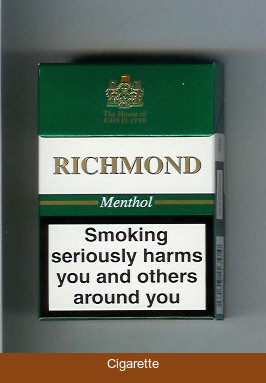 The House of
JOHN PLAYER
RICHMOND
Menthol
Smoking
seriously harms
you and others
around you
Cigarette